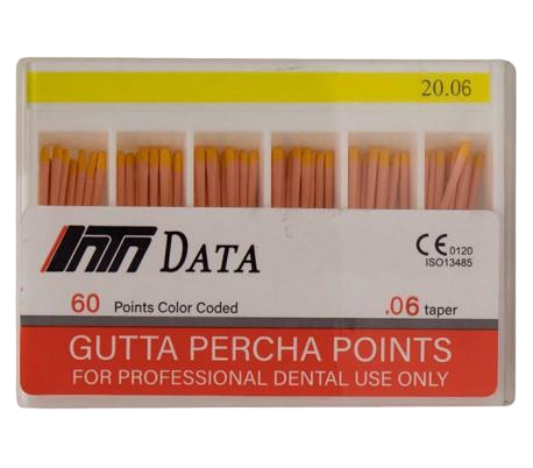 20.06
DATA
CE 0120
ISO13485
60 Points Color Coded
.06 taper
GUTTA PERCHA POINTS
FOR PROFESSIONAL DENTAL USE ONLY